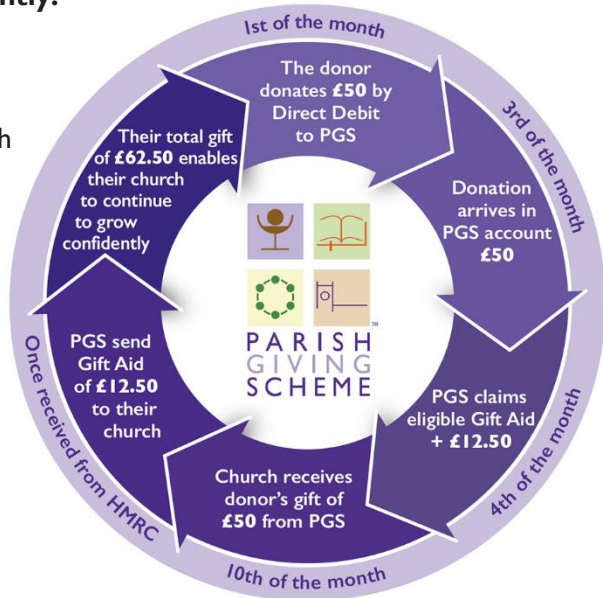 ntly.
h
1st of the month
The donor
donates £50 by
Direct Debit
to PGS
3rd of the month
Donation
arrives in
PGS account
£50
4th of the month
PGS claims
eligible Gift Aid
+ £12.50
10th of the month
Church receives
donor's gift of
£50 from PGS
Once received from HMRC
PGS send
Gift Aid
of £12.50
to their
church
Their total gift
of £62.50 enables
their church
to continue
to grow
confidently
PARISH
GIVING
SCHEME
TM